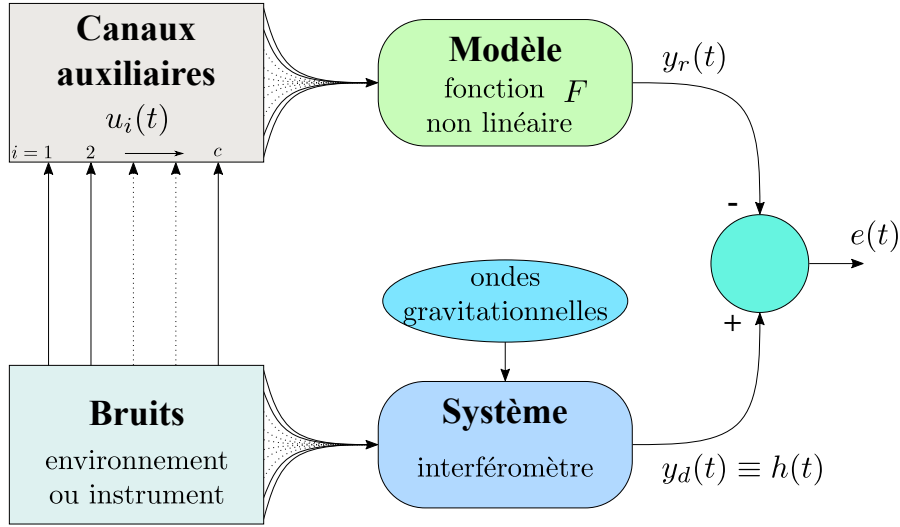 Canaux
auxiliaires
u_i(t)
i = 1 2 c
Modèle
fonction F
non linéaire
y_r(t)
-
e(t)
+
ondes
gravitationnelles
Bruits
environnement
ou instrument
Système
interféromètre
y_d(t) ≡ h(t)